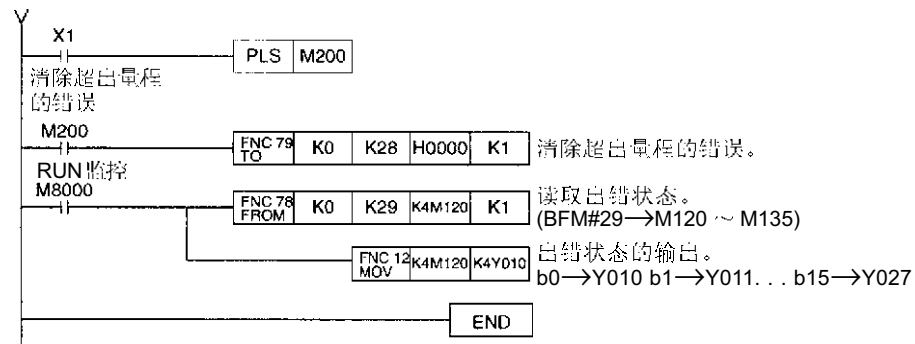 X1
PLS M200
清除超出量程
的错误
M200
FNC 79 TO K0 K28 H0000 K1 清除超出量程的错误。
RUN监控
M8000
FNC 78 FROM K0 K29 K4M120 K1 读取出错状态。
(BFM#29→M120 ～ M135)
FNC 12 MOV K4M120 K4Y010 出错状态的输出。
b0→Y010 b1→Y011. . . b15→Y027
END